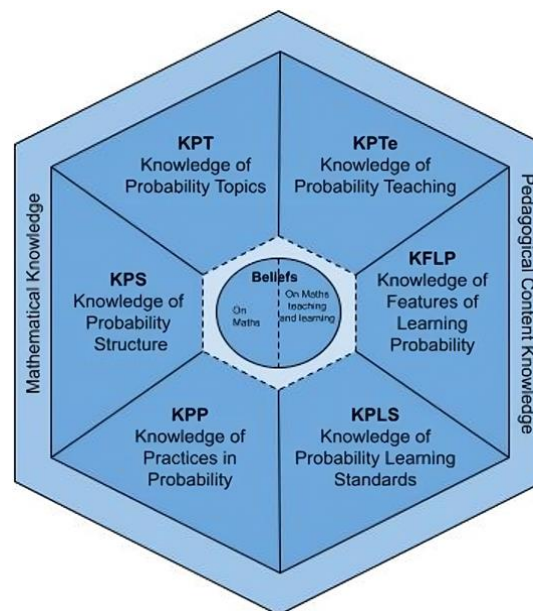 KPT
Knowledge of
Probability Topics
KPTe
Knowledge of
Probability Teaching
Mathematical Knowledge
KPS
Knowledge of
Probability
Structure
Beliefs
On
Maths
On Maths
teaching
and learning
KFLP
Knowledge of
Features of
Learning
Probability
Pedagogical Content Knowledge
KPP
Knowledge of
Practices in
Probability
KPLS
Knowledge of
Probability Learning
Standards